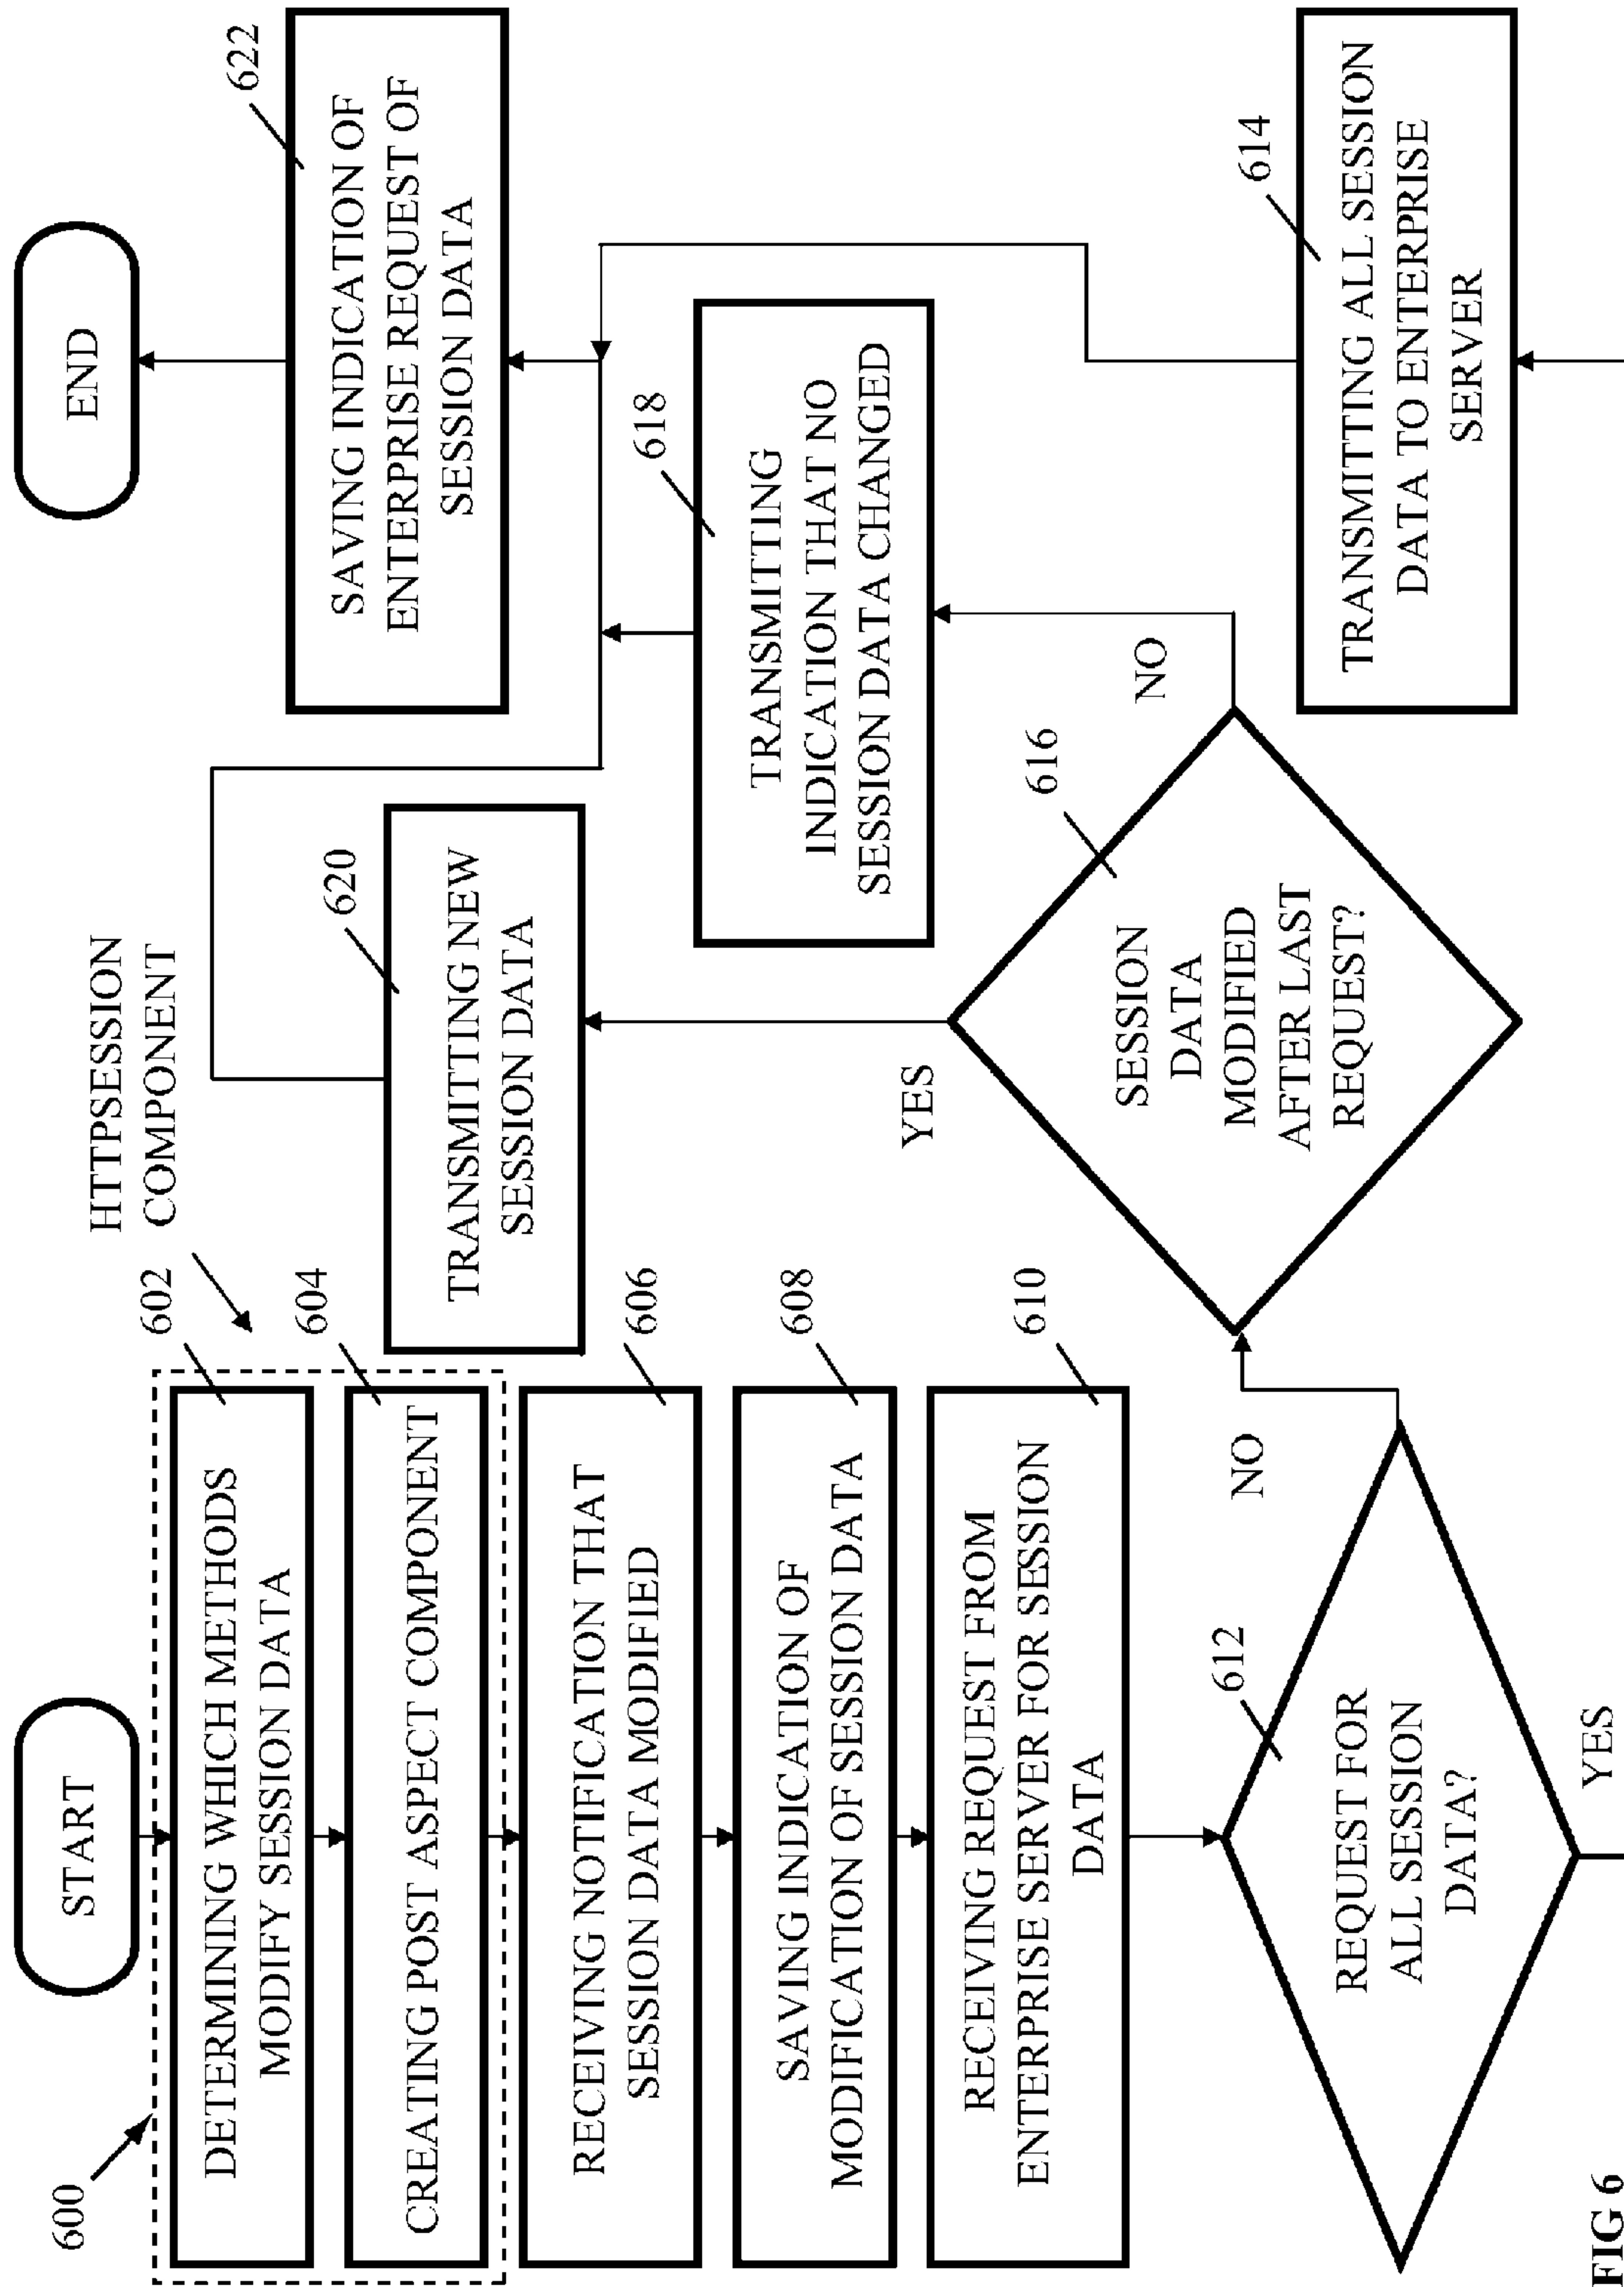 600
START
HTTPSESSION
COMPONENT
602
DETERMINING WHICH METHODS
MODIFY SESSION DATA
604
CREATING POST ASPECT COMPONENT
606
RECEIVING NOTIFICATION THAT
SESSION DATA MODIFIED
608
SAVING INDICATION OF
MODIFICATION OF SESSION DATA
610
RECEIVING REQUEST FROM
ENTERPRISE SERVER FOR SESSION
DATA
612
REQUEST FOR
ALL SESSION
DATA?
NO
YES
616
SESSION
DATA
MODIFIED
AFTER LAST
REQUEST?
YES
NO
620
TRANSMITTING NEW
SESSION DATA
618
TRANSMITTING
INDICATION THAT NO
SESSION DATA CHANGED
614
TRANSMITTING ALL SESSION
DATA TO ENTERPRISE
SERVER
622
SAVING INDICATION OF
ENTERPRISE REQUEST OF
SESSION DATA
END
FIG 6